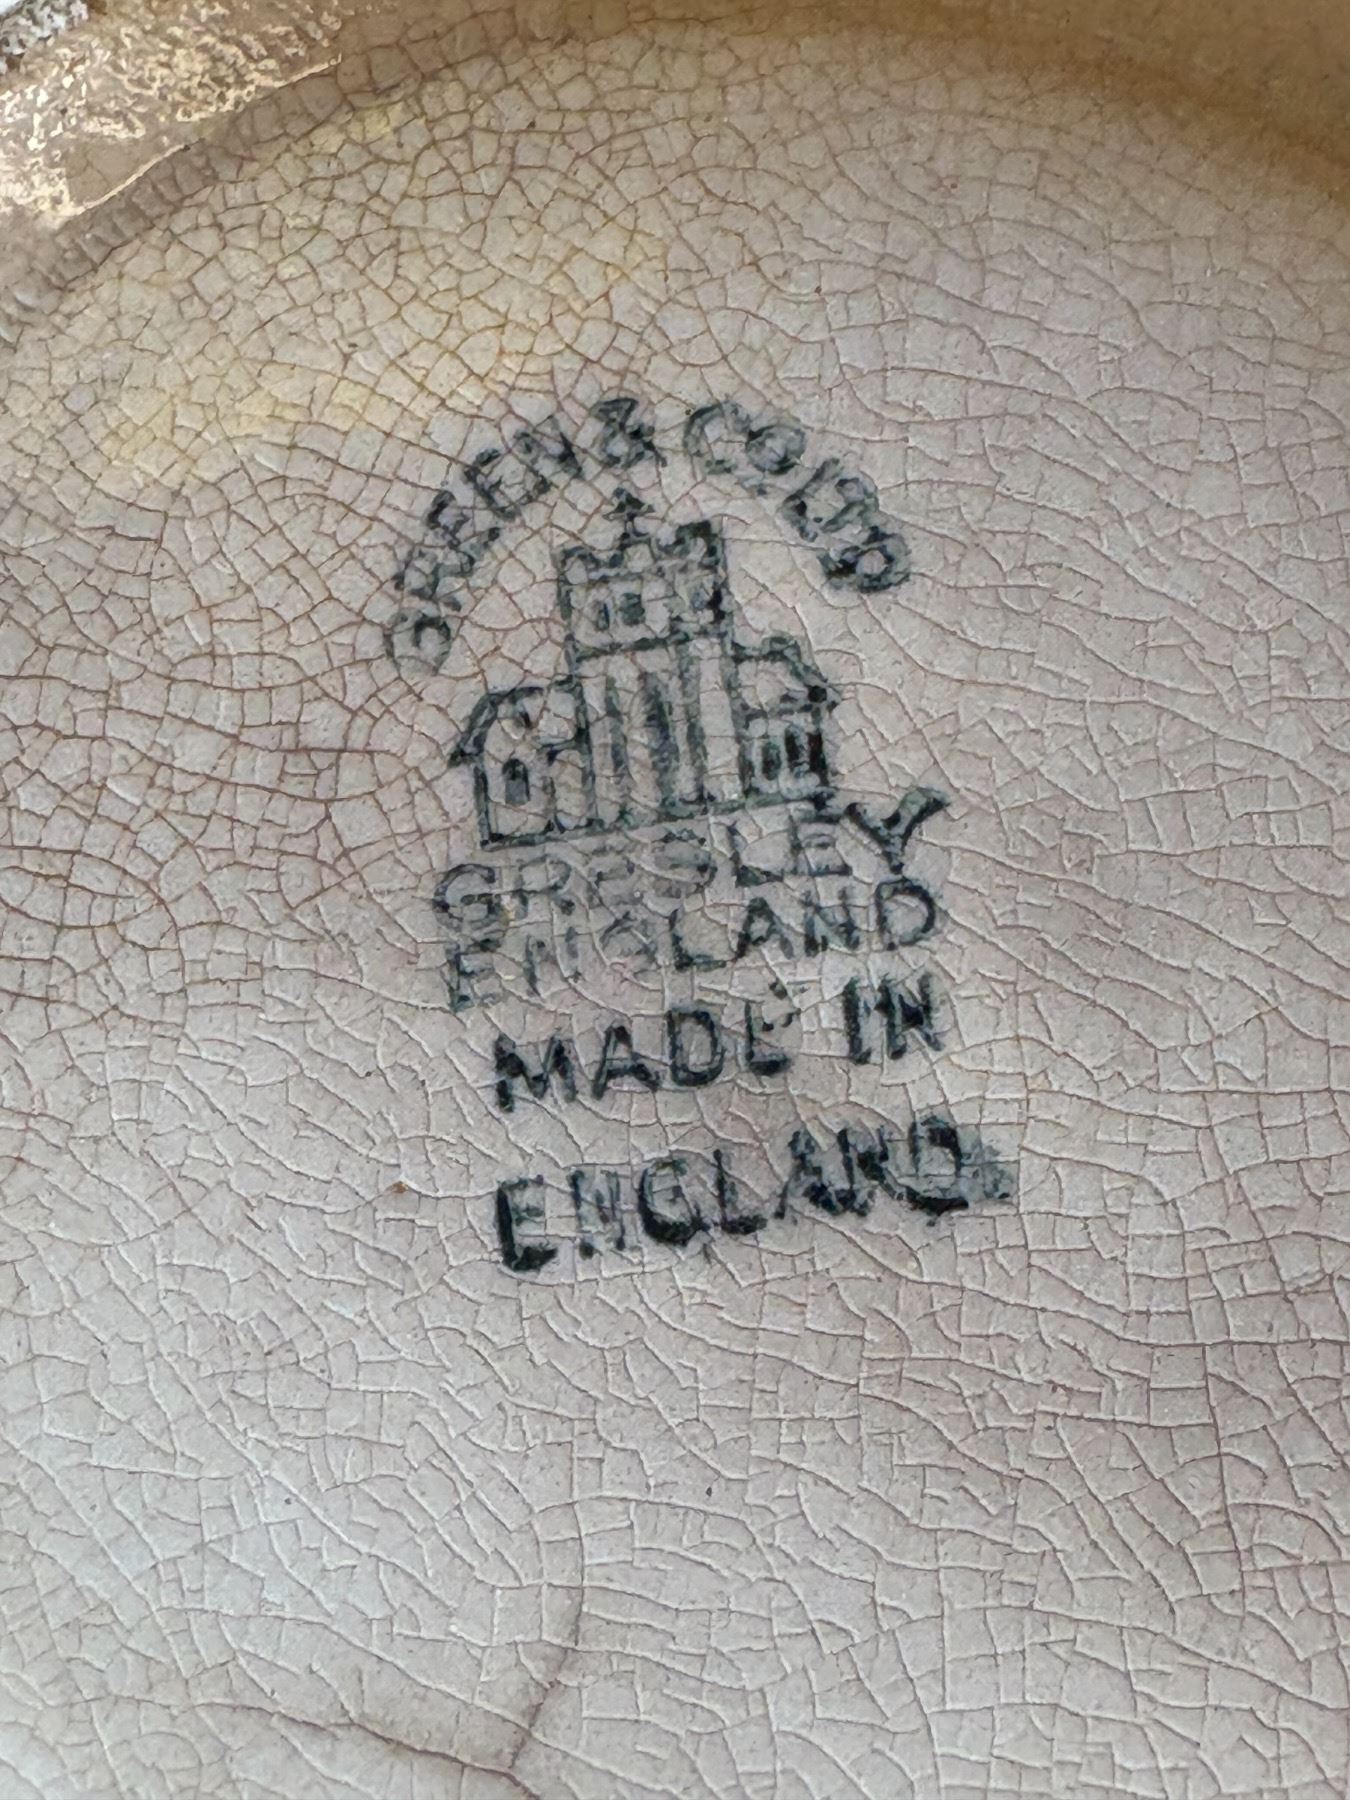 GREEN & CO LTD
GRESLEY
ENGLAND
MADE IN
ENGLAND